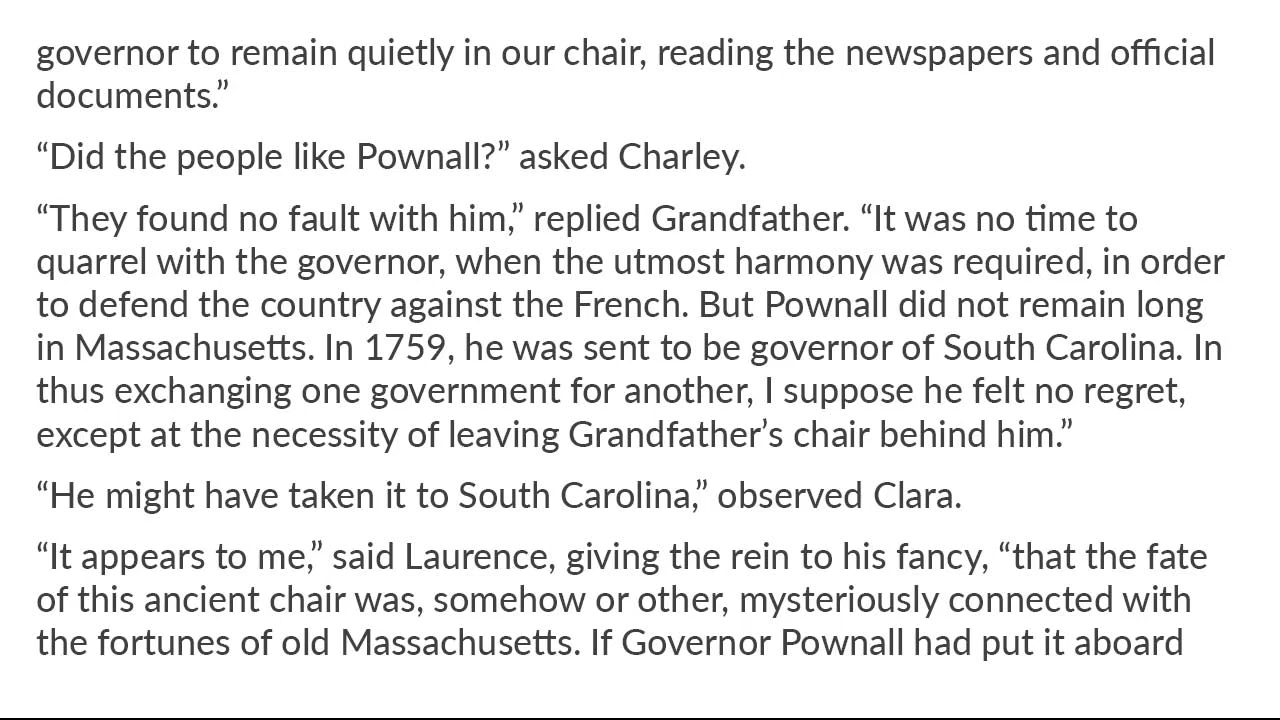 governor to remain quietly in our chair, reading the newspapers and official
documents.”
“Did the people like Pownall?” asked Charley.
“They found no fault with him,” replied Grandfather. “It was no time to
quarrel with the governor, when the utmost harmony was required, in order
to defend the country against the French. But Pownall did not remain long
in Massachusetts. In 1759, he was sent to be governor of South Carolina. In
thus exchanging one government for another, I suppose he felt no regret,
except at the necessity of leaving Grandfather’s chair behind him.”
“He might have taken it to South Carolina,” observed Clara.
“It appears to me,” said Laurence, giving the rein to his fancy, “that the fate
of this ancient chair was, somehow or other, mysteriously connected with
the fortunes of old Massachusetts. If Governor Pownall had put it aboard